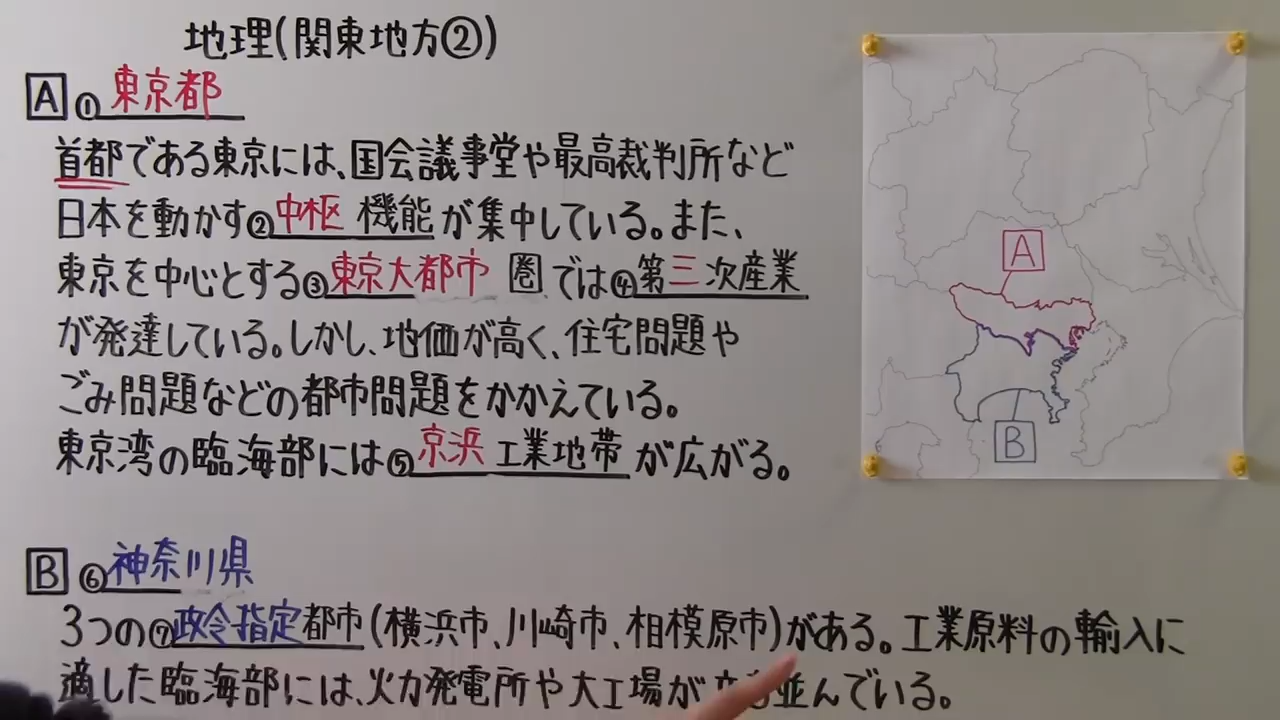 地理(関東地方②)
A ①東京都
首都である東京には、国会議事堂や最高裁判所など
日本を動かす②中枢機能が集中している。また、
東京を中心とする③東京大都市圏では④第三次産業
が発達している。しかし、地価が高く、住宅問題や
ごみ問題などの都市問題をかかえている。
東京湾の臨海部には⑤京浜工業地帯が広がる。
B ⑥神奈川県
3つの⑦政令指定都市(横浜市、川崎市、相模原市)がある。工業原料の輸入に
適した臨海部には、火力発電所や大工場が立ち並んでいる。
A
B